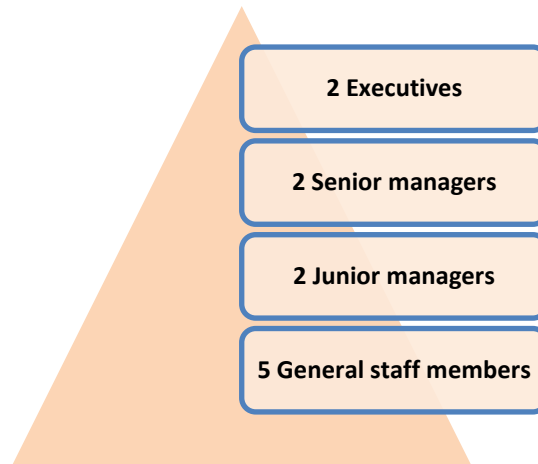 2 Executives
2 Senior managers
2 Junior managers
5 General staff members